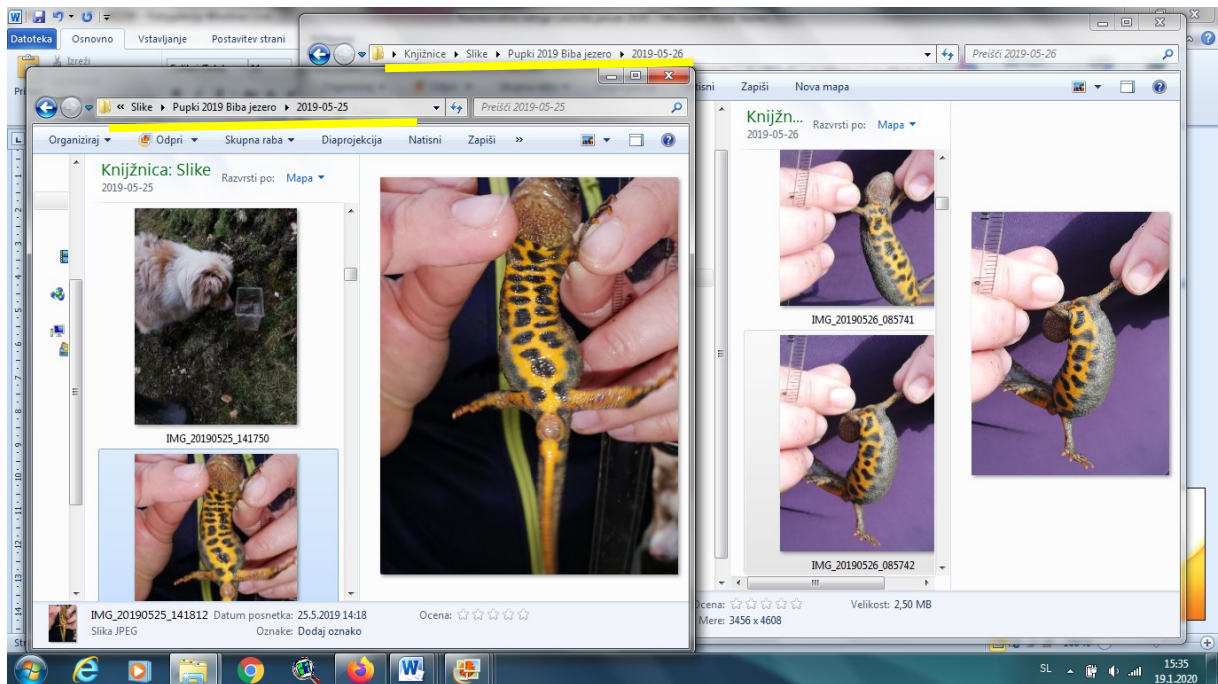 Datoteka Osnovno Vstavljanje Postavitev strani
Izreži
Knjižnice Slike Pupki 2019 Biba jezero 2019-05-26
Preišči 2019-05-26
Zapiši Nova mapa
Knjižn...
2019-05-26
Razvrsti po: Mapa
IMG_20190526_085741
IMG_20190526_085742
Velikost: 2,50 MB
Mere: 3456 x 4608
« Slike Pupki 2019 Biba jezero 2019-05-25
Preišči 2019-05-25
Organiziraj Odpri Skupna raba Diaprojekcija Natisni Zapiši »
Knjižnica: Slike
2019-05-25
Razvrsti po: Mapa
IMG_20190525_141750
IMG_20190525_141812 Datum posnetka: 25.5.2019 14:18 Ocena:
Slika JPEG Oznake: Dodaj oznako
SL
15:35
19.1.2020